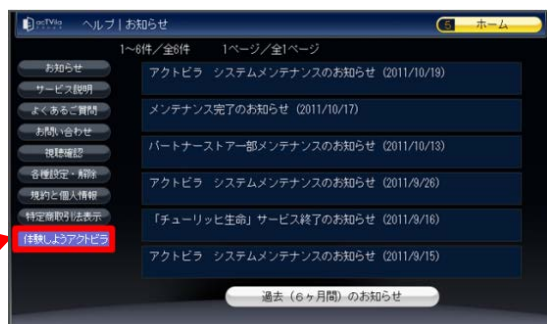 acTVila ヘルプ | お知らせ
5 ホーム
1～6件／全6件 1ページ／全1ページ
お知らせ
サービス説明
よくあるご質問
お問い合わせ
視聴確認
各種設定・解除
規約と個人情報
特定商取引法表示
体験しようアクトビラ
アクトビラ システムメンテナンスのお知らせ (2011/10/19)
メンテナンス完了のお知らせ (2011/10/17)
パートナーストアー部メンテナンスのお知らせ (2011/10/13)
アクトビラ システムメンテナンスのお知らせ (2011/9/26)
「チューリッヒ生命」サービス終了のお知らせ (2011/9/16)
アクトビラ システムメンテナンスのお知らせ (2011/9/15)
過去（6ヶ月間）のお知らせ